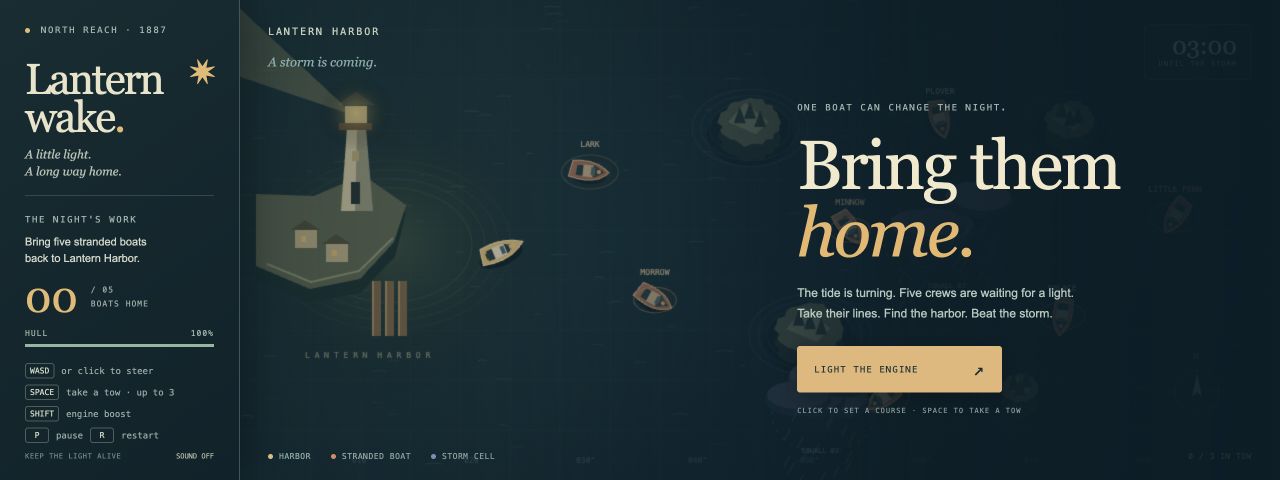 NORTH REACH · 1887
Lantern
wake.
A little light.
A long way home.
THE NIGHT'S WORK
Bring five stranded boats
back to Lantern Harbor.
00
/ 05
BOATS HOME
HULL
100%
WASD or click to steer
SPACE take a tow · up to 3
SHIFT engine boost
P pause R restart
KEEP THE LIGHT ALIVE
SOUND OFF
LANTERN HARBOR
A storm is coming.
03:00
UNTIL THE STORM
PLOVER
LARK
LITTLE FERN
MINNOW
MORROW
LANTERN HARBOR
ONE BOAT CAN CHANGE THE NIGHT.
Bring them
home.
The tide is turning. Five crews are waiting for a light.
Take their lines. Find the harbor. Beat the storm.
LIGHT THE ENGINE ↗
CLICK TO SET A COURSE · SPACE TO TAKE A TOW
N
HARBOR
STRANDED BOAT
STORM CELL
0 / 3 IN TOW